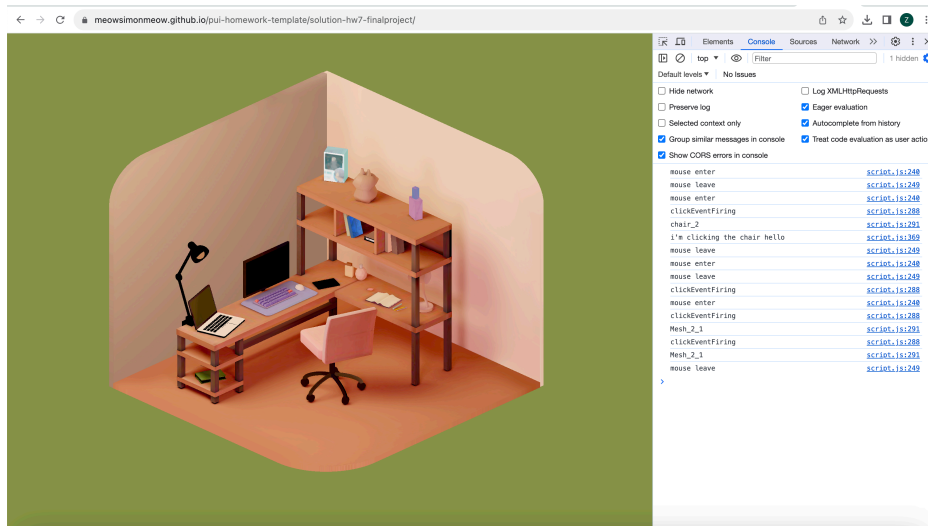 meowsimonmeow.github.io/pui-homework-template/solution-hw7-finalproject/
Z
Elements Console Sources Network
top Filter 1 hidden
Default levels No Issues
Hide network Log XMLHttpRequests
Preserve log Eager evaluation
Selected context only Autocomplete from history
Group similar messages in console Treat code evaluation as user actio
Show CORS errors in console
mouse enter script.js:240
mouse leave script.js:249
mouse enter script.js:240
clickEventFiring script.js:288
chair_2 script.js:291
i'm clicking the chair hello script.js:369
mouse leave script.js:249
mouse enter script.js:240
mouse leave script.js:249
clickEventFiring script.js:288
mouse enter script.js:240
clickEventFiring script.js:288
Mesh_2_1 script.js:291
clickEventFiring script.js:288
Mesh_2_1 script.js:291
mouse leave script.js:249